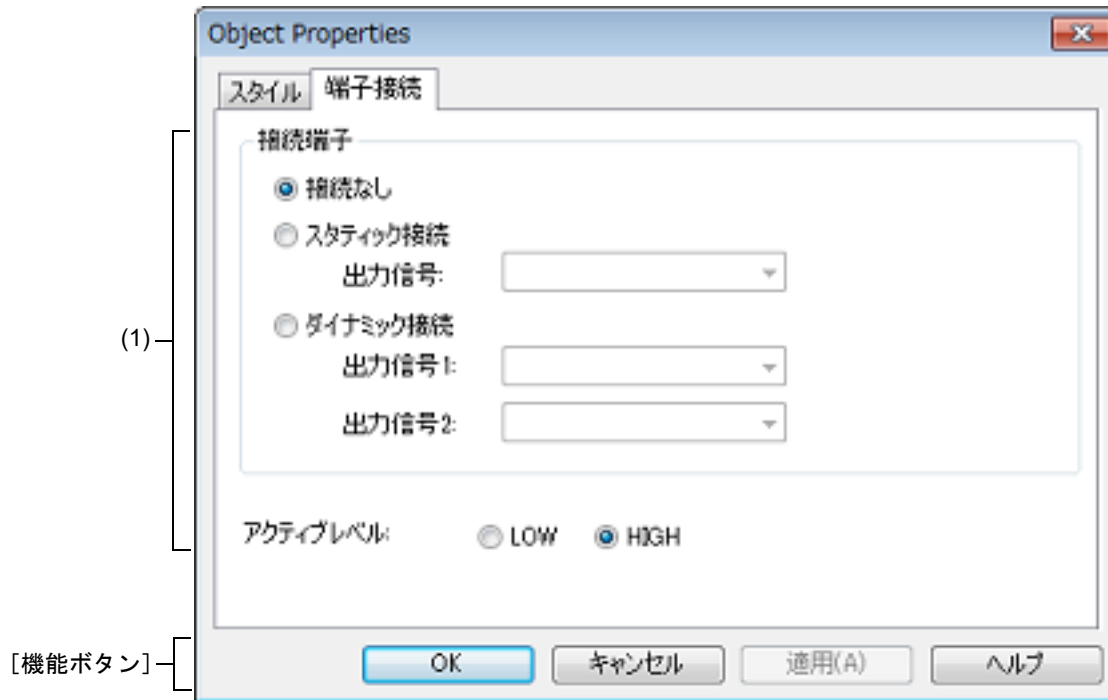 Object Properties
スタイル 端子接続
接続端子
接続なし
スタティック接続
出力信号:
ダイナミック接続
(1)
出力信号1:
出力信号2:
アクティブレベル: LOW HIGH
[機能ボタン] OK キャンセル 適用(A) ヘルプ